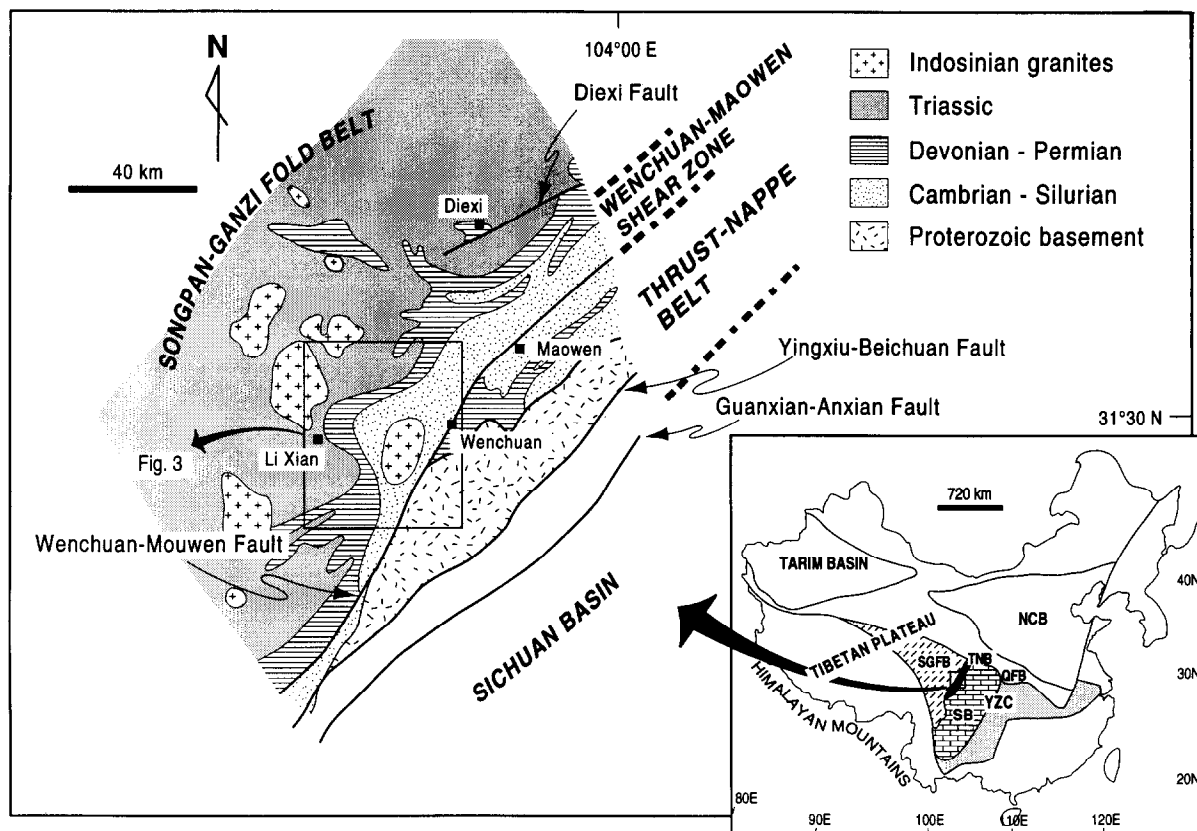 N
104°00 E
Diexi Fault
40 km
SONGPAN-GANZI FOLD BELT
Diexi
WENCHUAN-MAOWEN
SHEAR ZONE
THRUST-NAPPE
BELT
Indosinian granites
Triassic
Devonian - Permian
Cambrian - Silurian
Proterozoic basement
Maowen
Yingxiu-Beichuan Fault
Guanxian-Anxian Fault
31°30 N
Wenchuan
Li Xian
Fig. 3
Wenchuan-Mouwen Fault
SICHUAN BASIN
720 km
TARIM BASIN
NCB
40N
TIBETAN PLATEAU
SGFB
TNB
QFB
30N
YZC
SB
HIMALAYAN MOUNTAINS
20N
80E
90E
100E
110E
120E